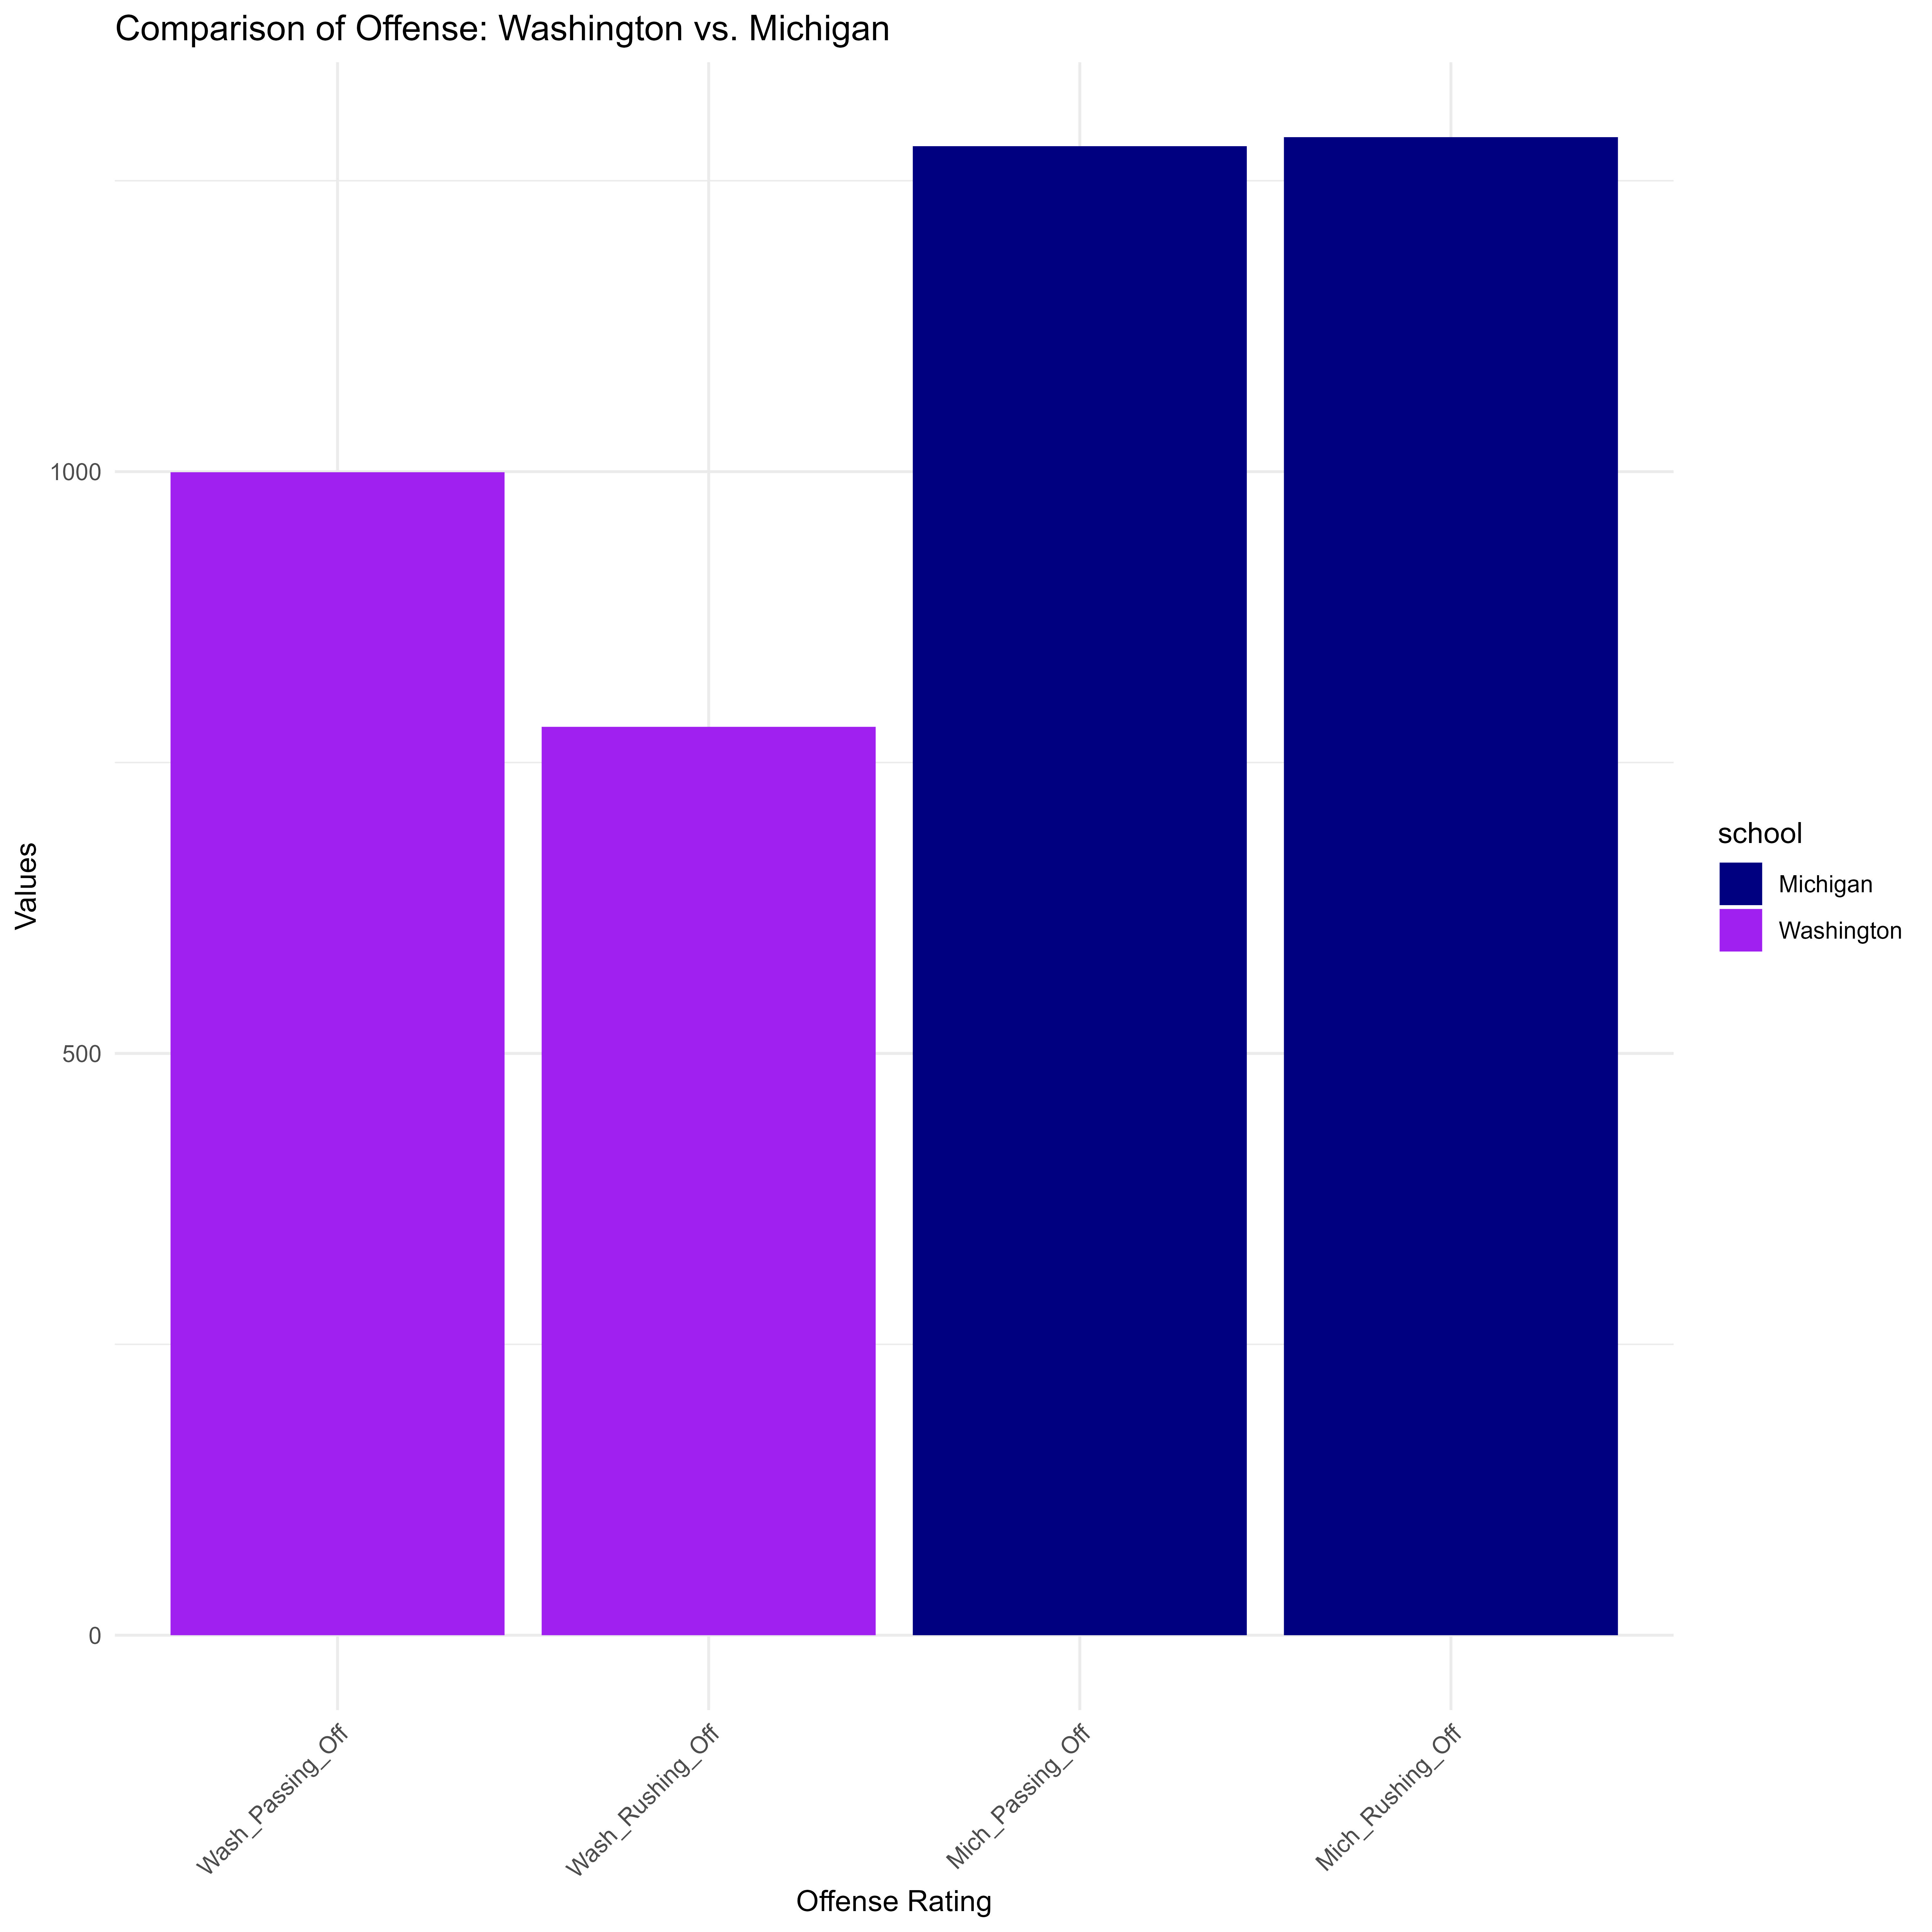 Comparison of Offense: Washington vs. Michigan
1000
500
0
Values
Wash_Passing_Off
Wash_Rushing_Off
Mich_Passing_Off
Mich_Rushing_Off
Offense Rating
school
Michigan
Washington